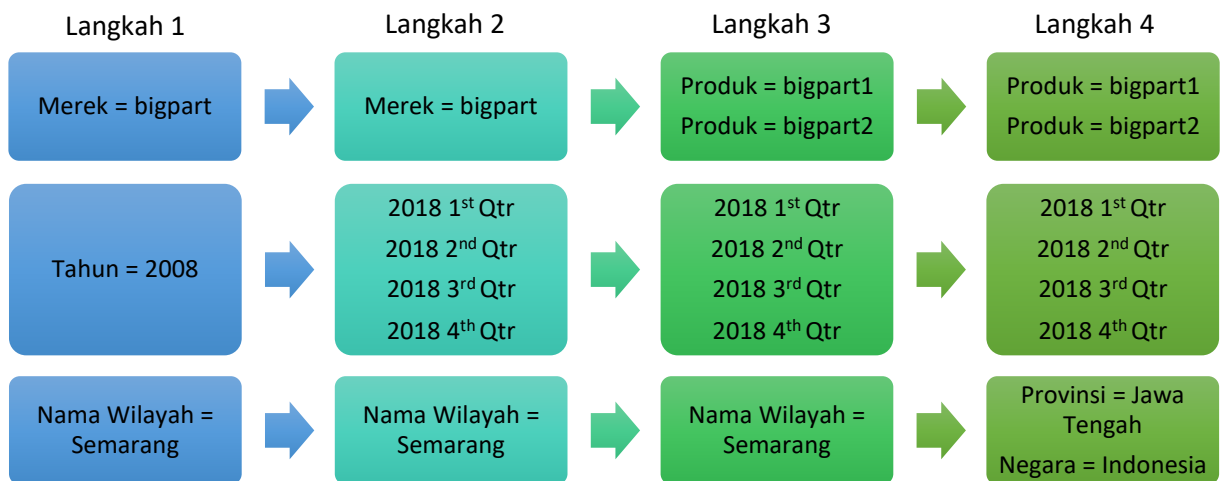 Langkah 1
Langkah 2
Langkah 3
Langkah 4
Merek = bigpart
Merek = bigpart
Produk = bigpart1
Produk = bigpart2
Produk = bigpart1
Produk = bigpart2
Tahun = 2008
2018 1st Qtr
2018 2nd Qtr
2018 3rd Qtr
2018 4th Qtr
2018 1st Qtr
2018 2nd Qtr
2018 3rd Qtr
2018 4th Qtr
2018 1st Qtr
2018 2nd Qtr
2018 3rd Qtr
2018 4th Qtr
Nama Wilayah =
Semarang
Nama Wilayah =
Semarang
Nama Wilayah =
Semarang
Provinsi = Jawa
Tengah
Negara = Indonesia